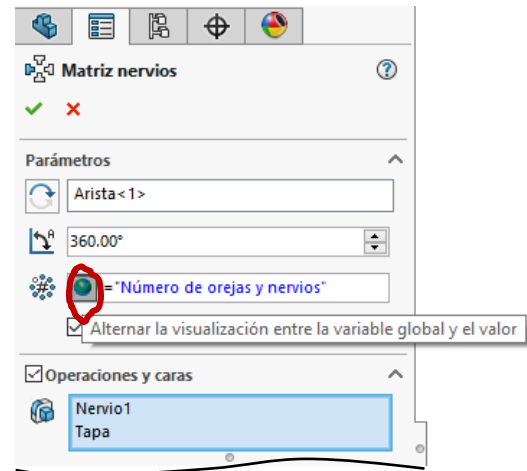 Matriz nervios
Parámetros
Arista<1>
360.00°
="Número de orejas y nervios"
Alternar la visualización entre la variable global y el valor
Operaciones y caras
Nervio1
Tapa